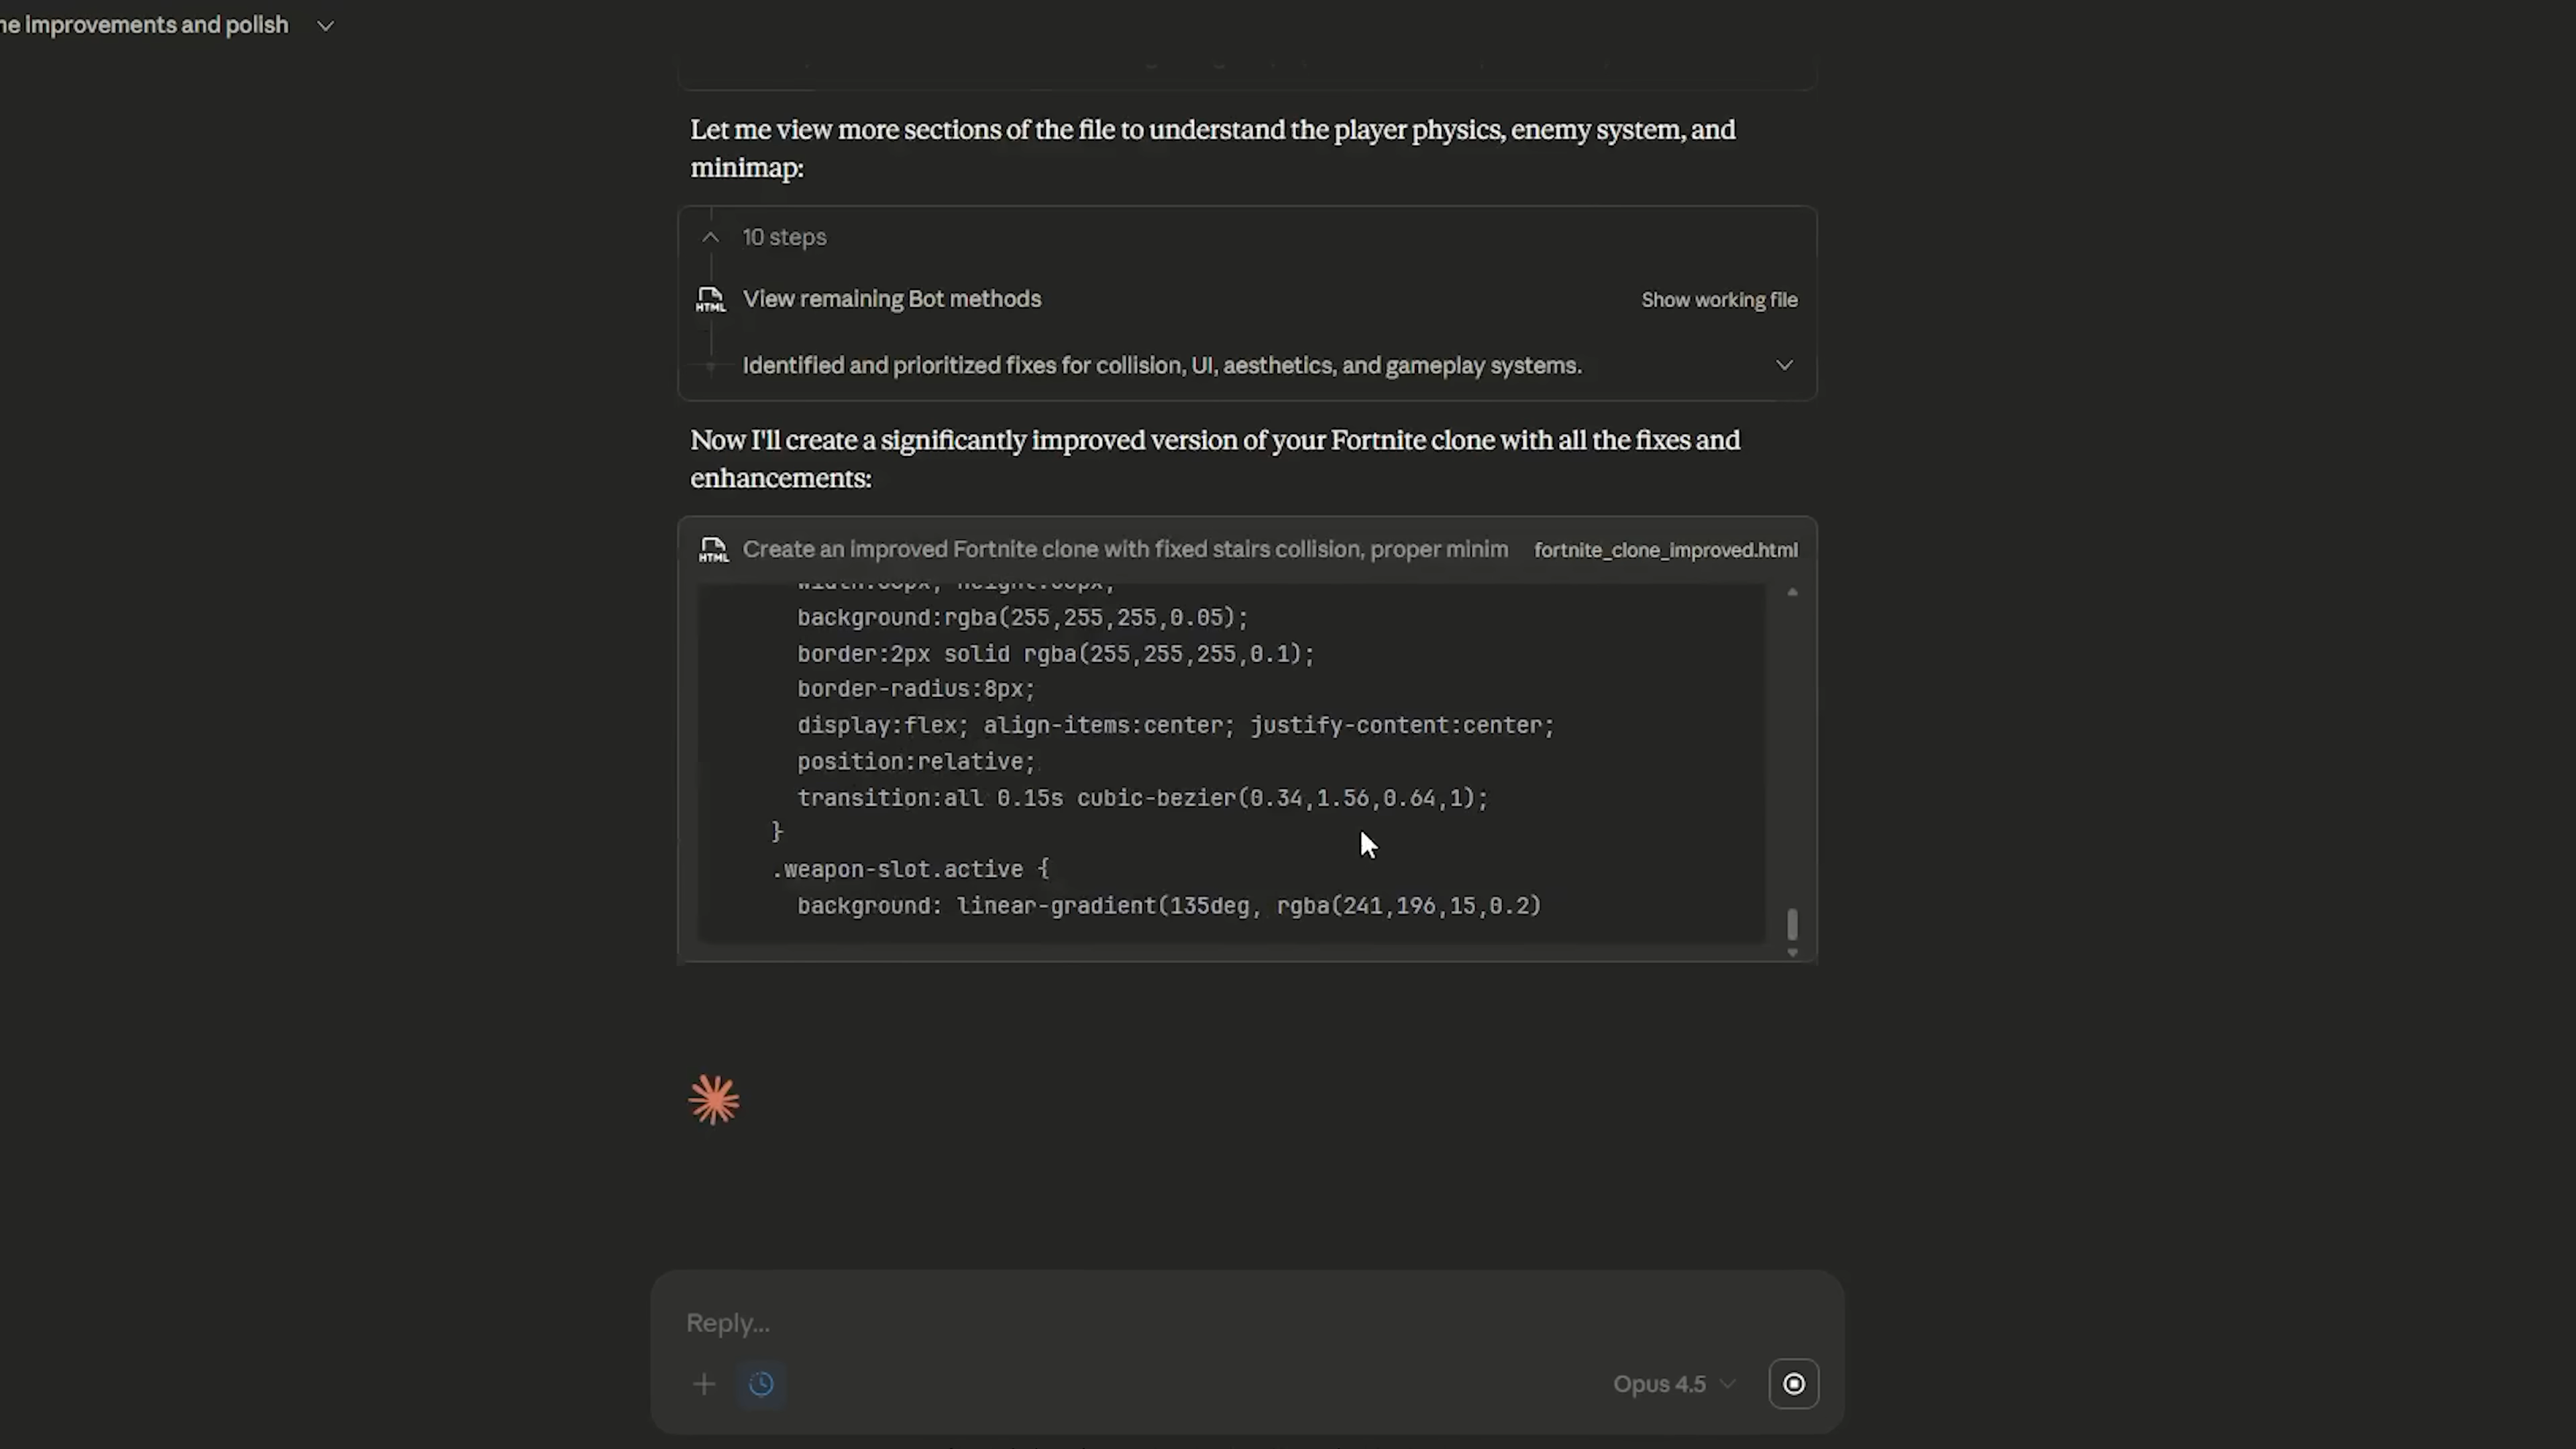 ne Improvements and polish
Let me view more sections of the file to understand the player physics, enemy system, and
minimap:
10 steps
HTML View remaining Bot methods Show working file
Identified and prioritized fixes for collision, UI, aesthetics, and gameplay systems.
Now I'll create a significantly improved version of your Fortnite clone with all the fixes and
enhancements:
HTML Create an improved Fortnite clone with fixed stairs collision, proper minim fortnite_clone_improved.html
background:rgba(255,255,255,0.05);
border:2px solid rgba(255,255,255,0.1);
border-radius:8px;
display:flex; align-items:center; justify-content:center;
position:relative;
transition:all 0.15s cubic-bezier(0.34,1.56,0.64,1);
}
.weapon-slot.active {
background: linear-gradient(135deg, rgba(241,196,15,0.2)
Reply...
Opus 4.5